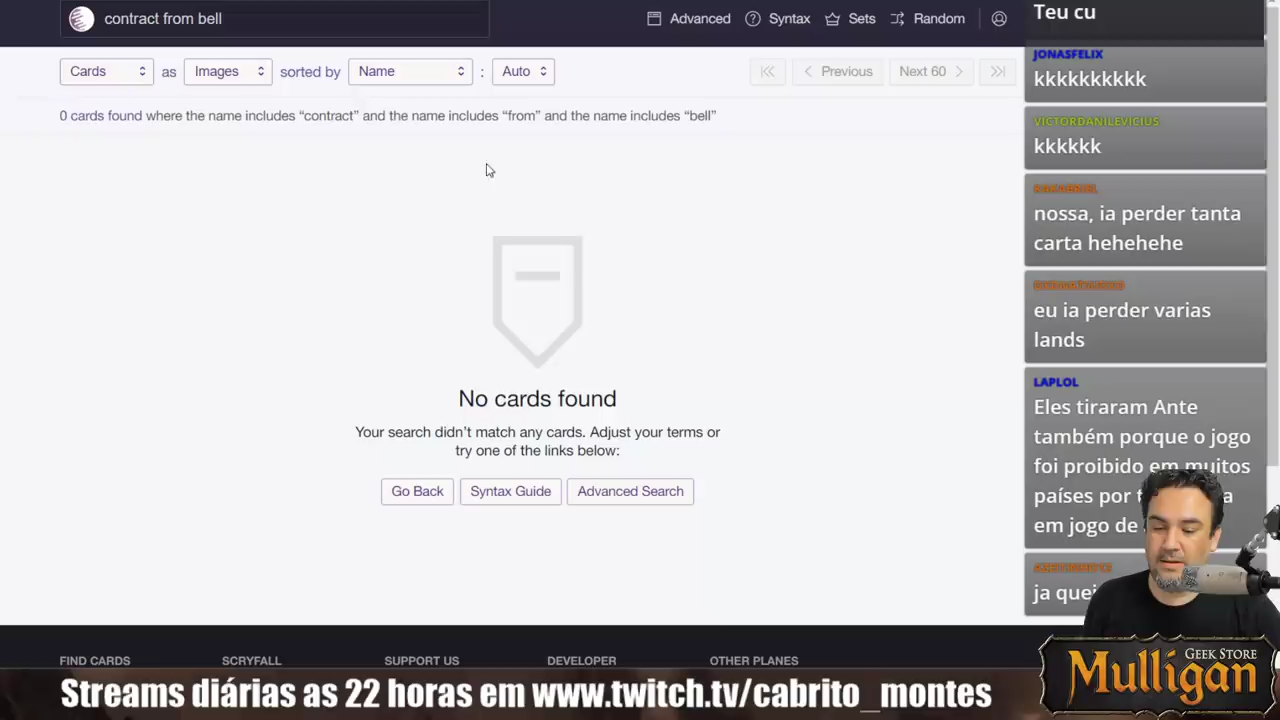 contract from bell
Advanced
Syntax
Sets
Random
Cards
as
Images
sorted by
Name
:
Auto
Previous
Next 60
0 cards found where the name includes “contract” and the name includes “from” and the name includes “bell”
No cards found
Your search didn’t match any cards. Adjust your terms or
try one of the links below:
Go Back
Syntax Guide
Advanced Search
FIND CARDS
SCRYFALL
SUPPORT US
DEVELOPER
OTHER PLANES
Teu cu
JONASFELIX
kkkkkkkkkk
VICTORDANILEVICIUS
kkkkkk
nossa, ia perder tanta
carta hehehehe
eu ia perder varias
lands
LAPLOL
Eles tiraram Ante
também porque o jogo
foi proibido em muitos
países por
em jogo de
ja
GEEK STORE
Mulligan
Streams diárias as 22 horas em www.twitch.tv/cabrito_montes